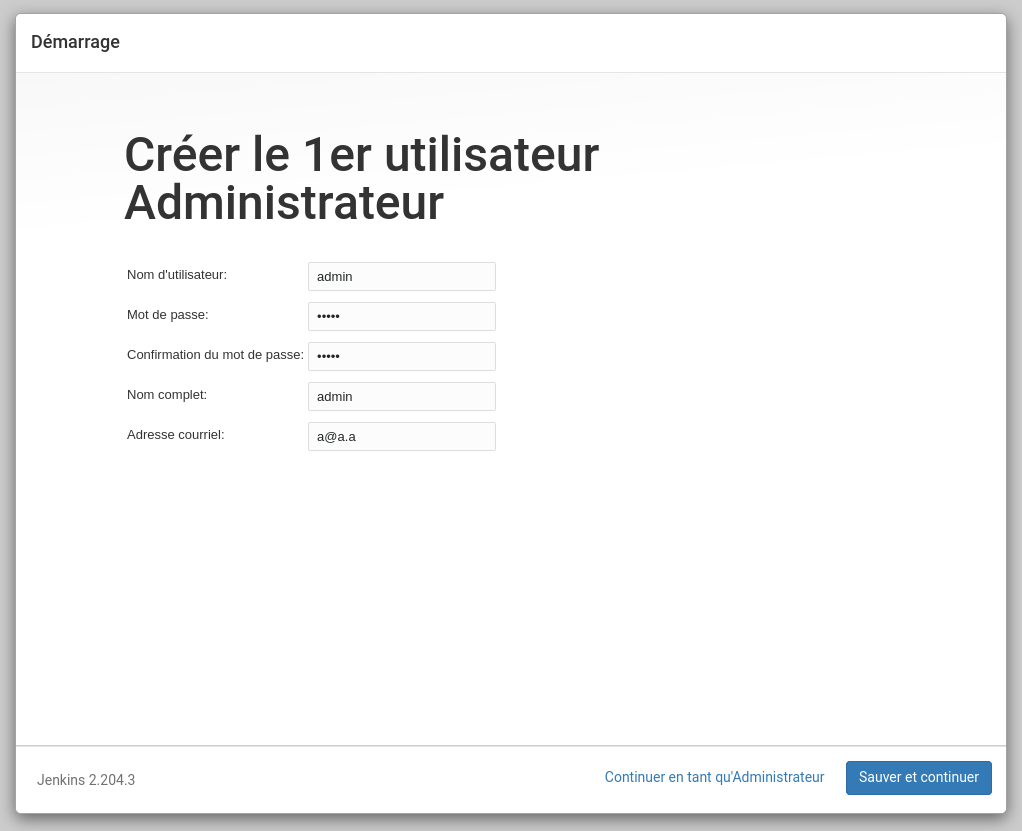 Démarrage
Créer le 1er utilisateur
Administrateur
Nom d'utilisateur: admin
Mot de passe: •••••
Confirmation du mot de passe: •••••
Nom complet: admin
Adresse courriel: a@a.a
Jenkins 2.204.3 Continuer en tant qu'Administrateur Sauver et continuer